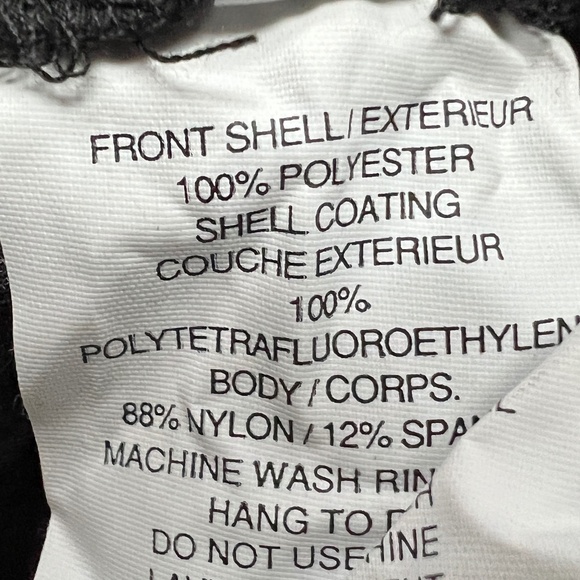 FRONT SHELL/EXTERIEUR
100% POLYESTER
SHELL COATING
COUCHE EXTERIEUR
100%
POLYTETRAFLUOROETHYLEN
BODY/CORPS.
88% NYLON/12%
MACHINE WASH
HANG TO
DO NOT USE